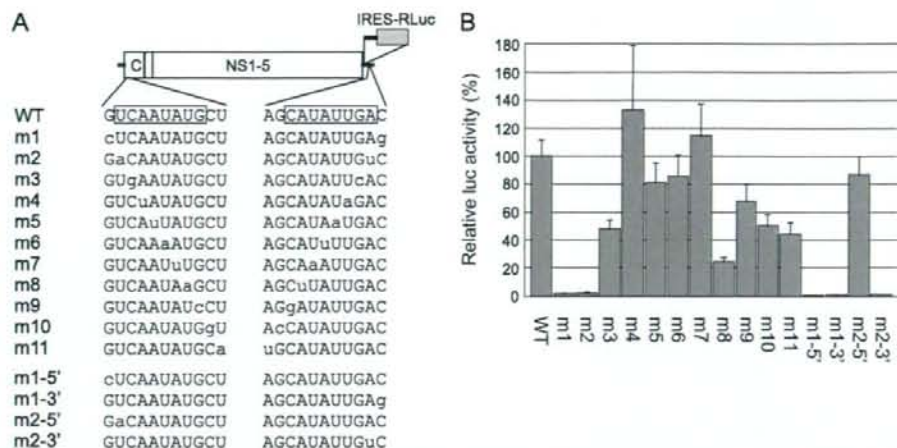 A
IRES-RLuc
C NS1-5
WT GUCAAUAUGCU AGCAUAUUGAC
m1 cUCAAUAUGCU AGCAUAUUGAg
m2 GaCAAUAUGCU AGCAUAUUGuC
m3 GUgAAUAUGCU AGCAUAUUcAC
m4 GUCuAUAUGCU AGCAUAUaGAC
m5 GUCAuUAUGCU AGCAUAaUGAC
m6 GUCAAaAUGCU AGCAUuUUGAC
m7 GUCAAUuUGCU AGCAaAUUGAC
m8 GUCAAUAaGCU AGCuUAUUGAC
m9 GUCAAUAUcCU AGgAUAUUGAC
m10 GUCAAUAUGgU AcCAUAUUGAC
m11 GUCAAUAUGCa uGCAUAUUGAC
m1-5' cUCAAUAUGCU AGCAUAUUGAC
m1-3' GUCAAUAUGCU AGCAUAUUGAg
m2-5' GaCAAUAUGCU AGCAUAUUGAC
m2-3' GUCAAUAUGCU AGCAUAUUGuC
B
Relative luc activity (%)
180
160
140
120
100
80
60
40
20
0
WT m1 m2 m3 m4 m5 m6 m7 m8 m9 m10 m11 m1-5' m1-3' m2-5' m2-3'